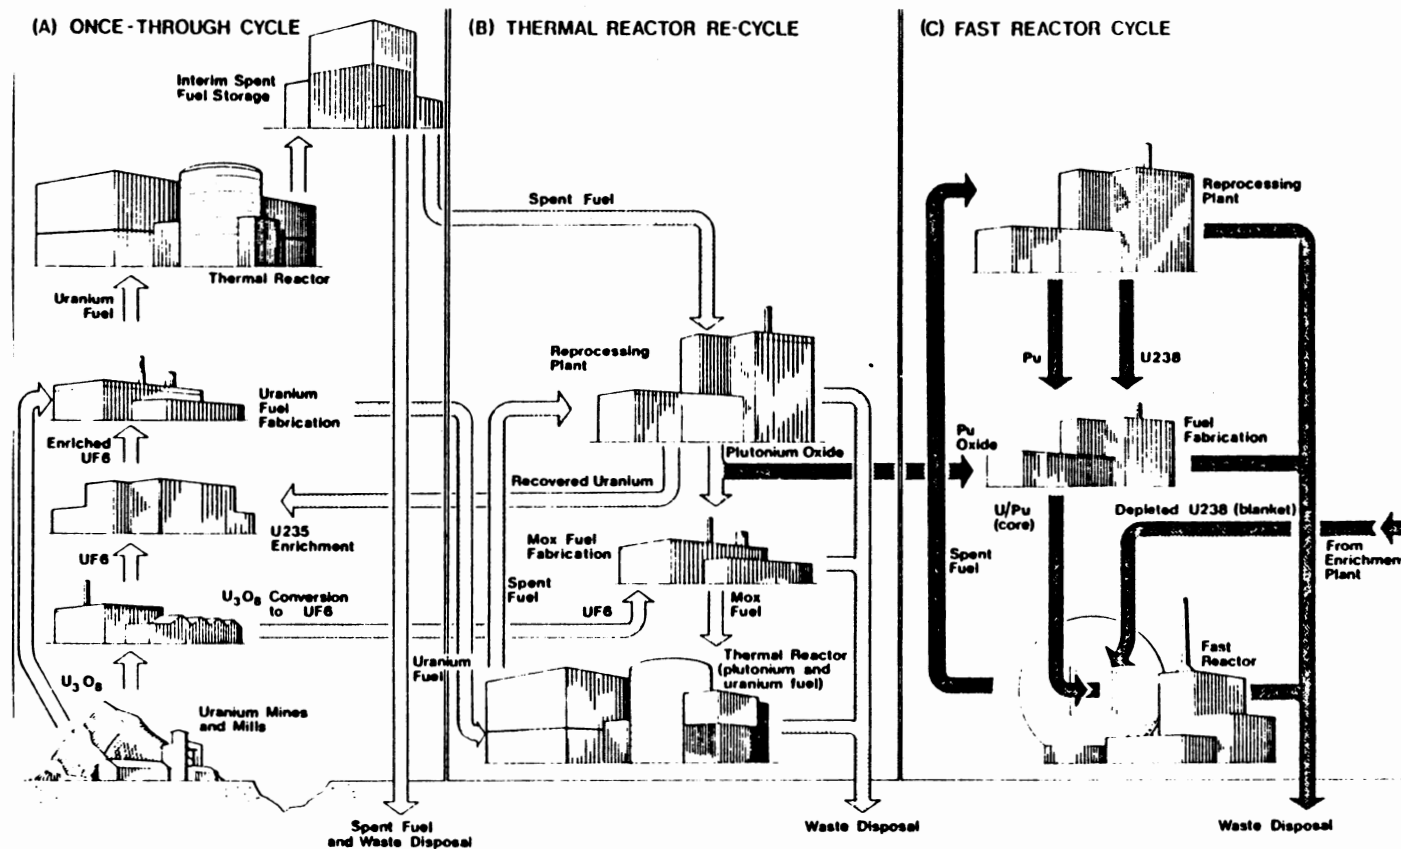 (A) ONCE-THROUGH CYCLE
Interim Spent
Fuel Storage
Thermal Reactor
Uranium
Fuel
Uranium
Fuel
Fabrication
Enriched
UF6
U235
Enrichment
UF6
U3O8 Conversion
to UF6
U3O8
Uranium Mines
and Mills
Spent Fuel
and Waste Disposal
(B) THERMAL REACTOR RE-CYCLE
Spent Fuel
Reprocessing
Plant
Plutonium Oxide
Recovered Uranium
Mox Fuel
Fabrication
Spent
Fuel
UF6
Mox
Fuel
Uranium
Fuel
Thermal Reactor
(plutonium and
uranium fuel)
Waste Disposal
(C) FAST REACTOR CYCLE
Reprocessing
Plant
Pu
U238
Pu
Oxide
Fuel
Fabrication
U/Pu
(core)
Depleted U238 (blanket)
Spent
Fuel
From
Enrichment
Plant
Fast
Reactor
Waste Disposal